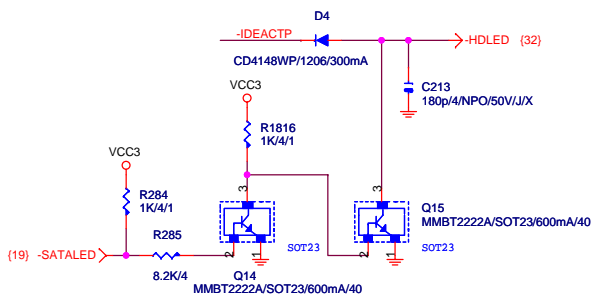 D4
-IDEACTP
-HDLED {32}
CD4148WP/1206/300mA
VCC3
C213
180p/4/NPO/50V/J/X
R1816
1K/4/1
VCC3
R284
1K/4/1
3
3
Q15
MMBT2222A/SOT23/600mA/40
R285
SOT23
SOT23
{19} -SATALED
2
1
2
1
8.2K/4
Q14
MMBT2222A/SOT23/600mA/40